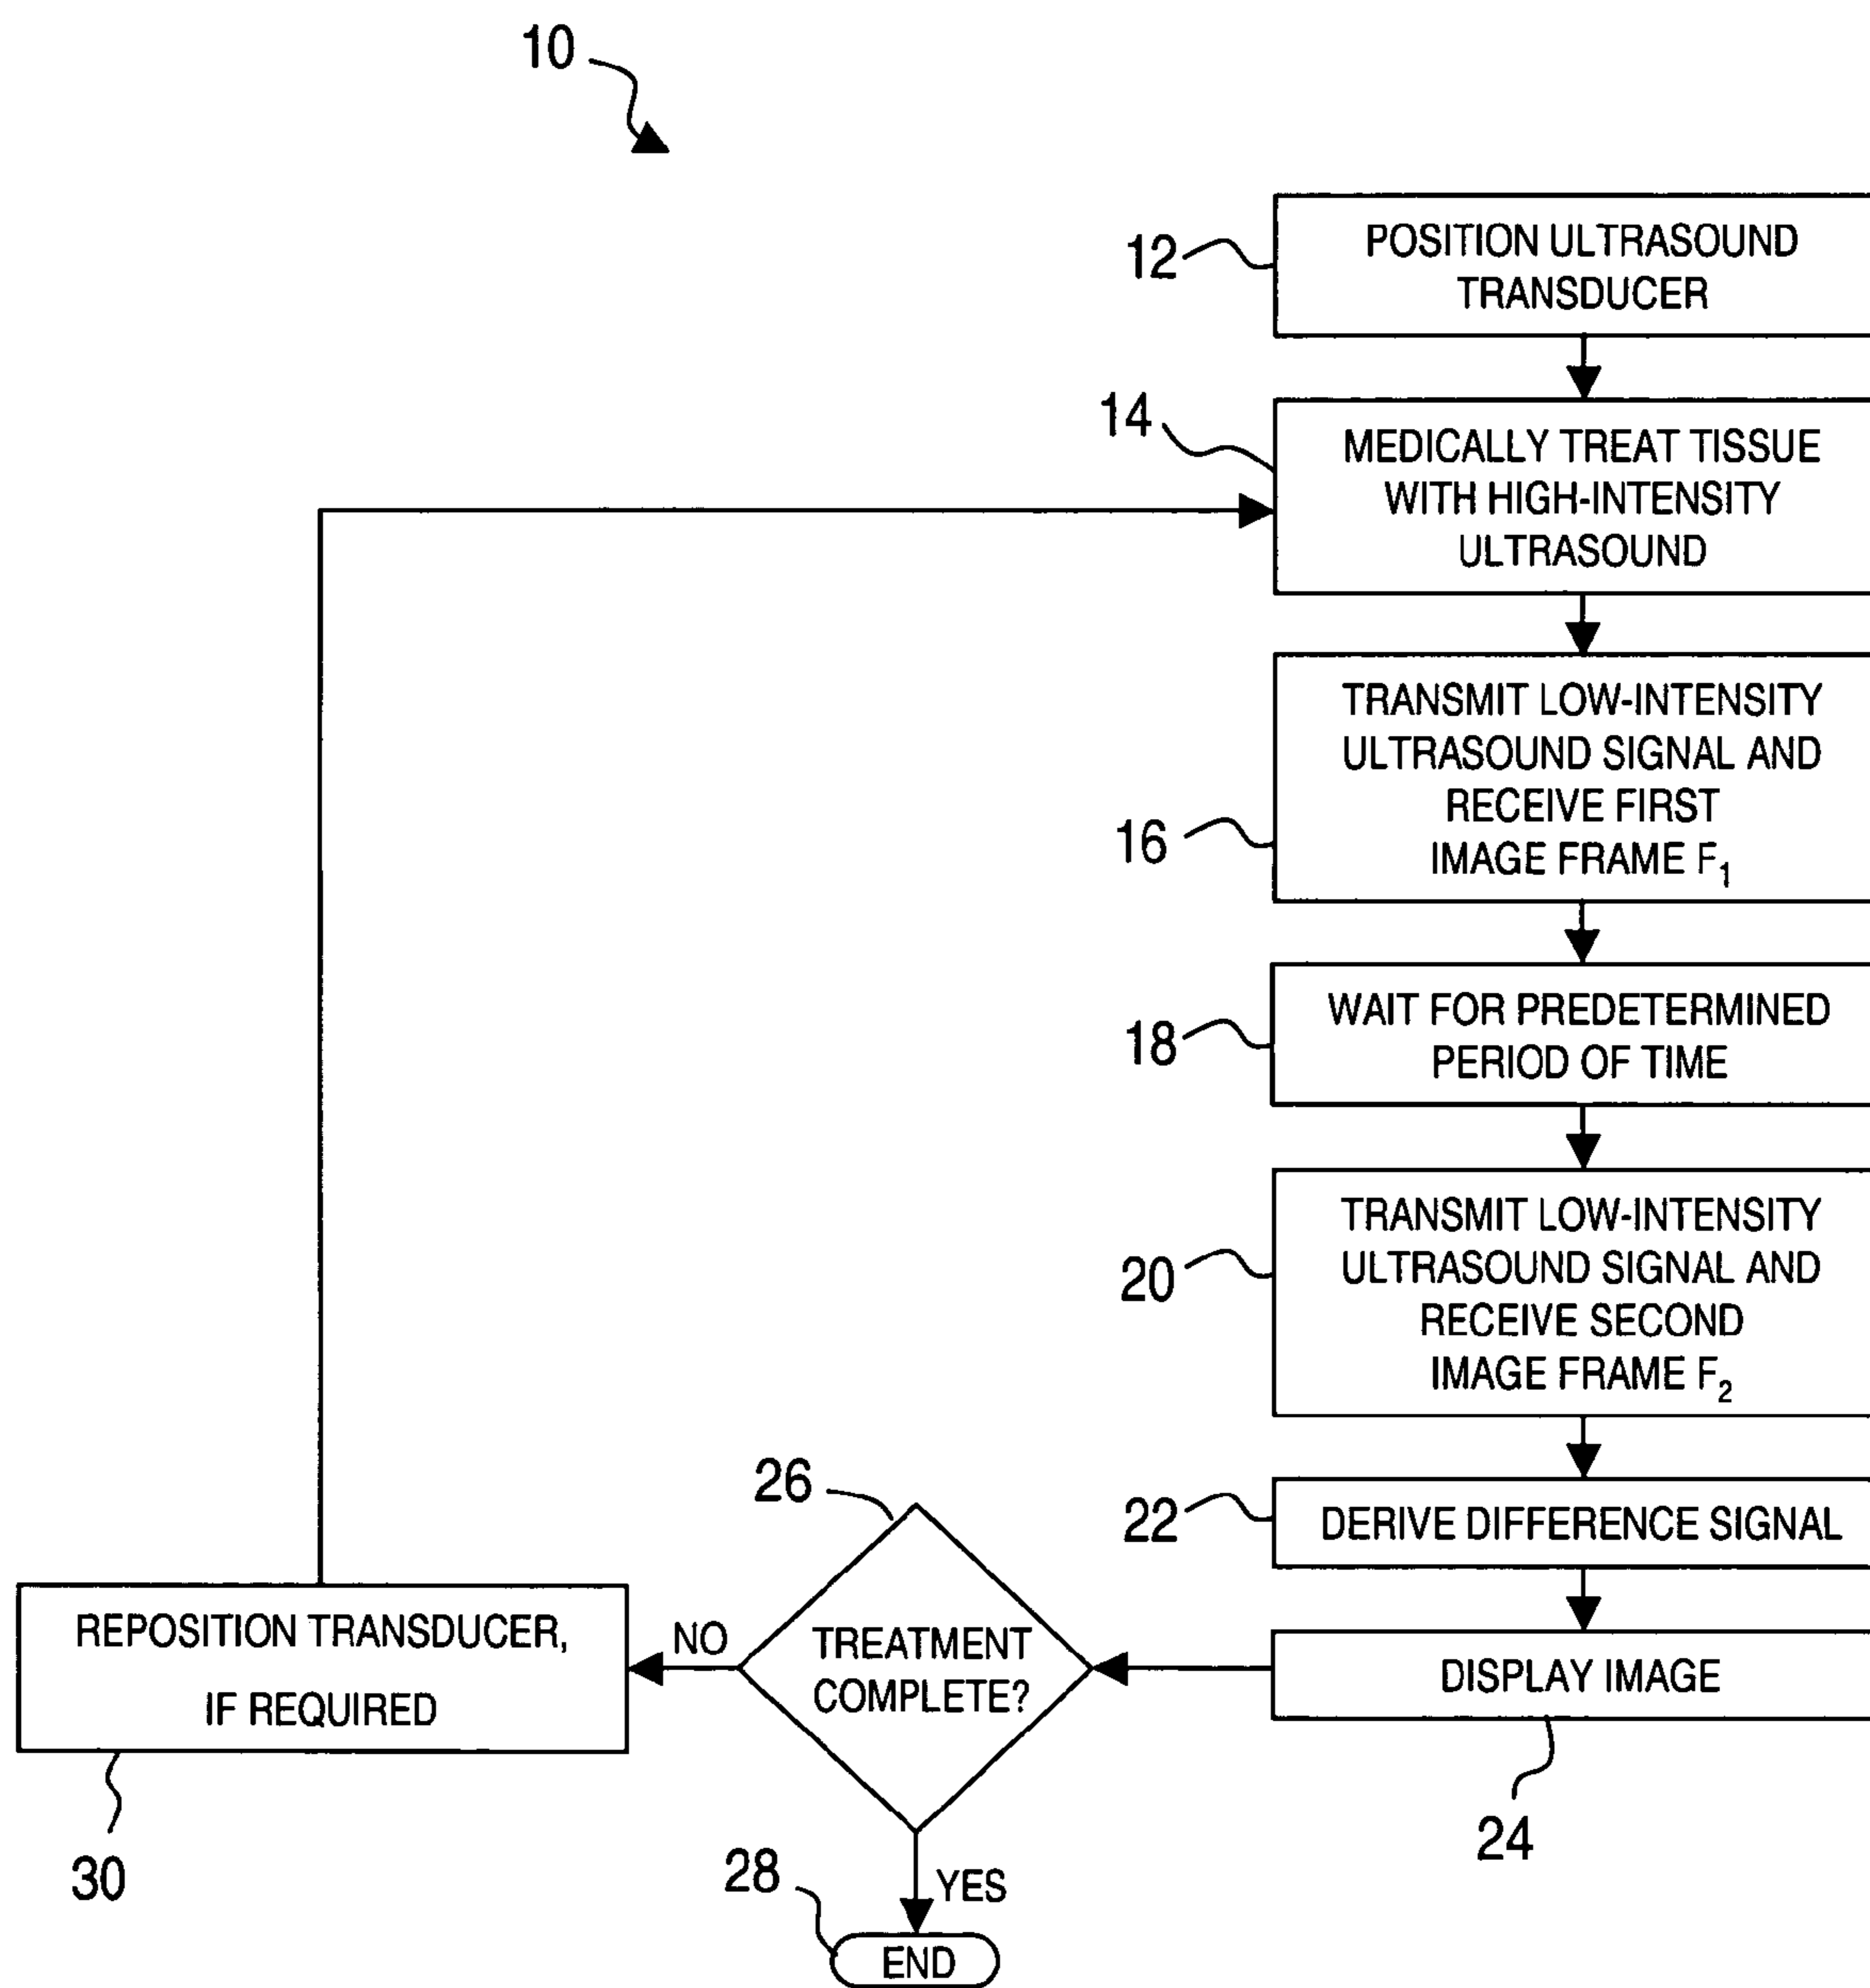 10
12
POSITION ULTRASOUND
TRANSDUCER
14
MEDICALLY TREAT TISSUE
WITH HIGH-INTENSITY
ULTRASOUND
16
TRANSMIT LOW-INTENSITY
ULTRASOUND SIGNAL AND
RECEIVE FIRST
IMAGE FRAME F₁
18
WAIT FOR PREDETERMINED
PERIOD OF TIME
20
TRANSMIT LOW-INTENSITY
ULTRASOUND SIGNAL AND
RECEIVE SECOND
IMAGE FRAME F₂
22
DERIVE DIFFERENCE SIGNAL
DISPLAY IMAGE
24
26
TREATMENT
COMPLETE?
NO
REPOSITION TRANSDUCER,
IF REQUIRED
30
YES
28
END